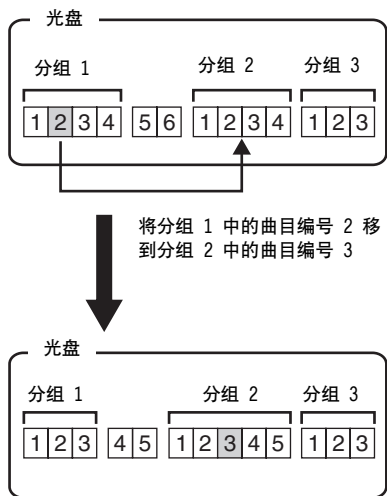 光盘
分组 1 分组 2 分组 3
1 2 3 4 5 6 1 2 3 4 1 2 3
将分组 1 中的曲目编号 2 移
到分组 2 中的曲目编号 3
光盘
分组 1 分组 2 分组 3
1 2 3 4 5 1 2 3 4 5 1 2 3